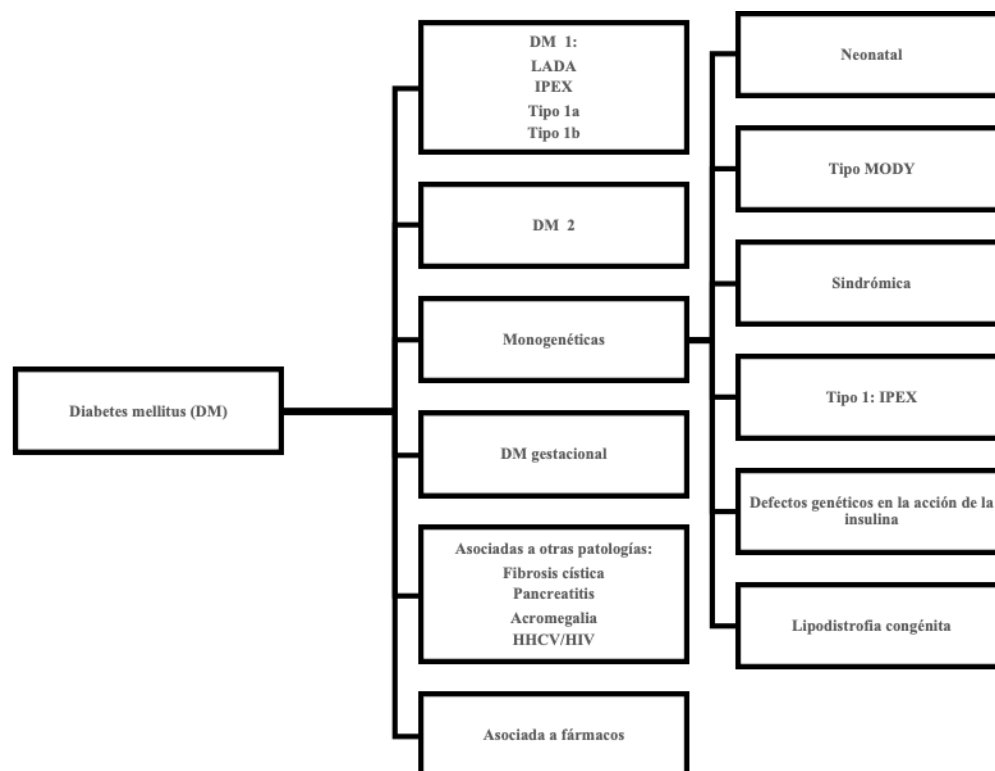 Diabetes mellitus (DM)
DM 1:
LADA
IPEX
Tipo 1a
Tipo 1b
DM 2
Monogenéticas
DM gestacional
Asociadas a otras patologías:
Fibrosis cística
Pancreatitis
Acromegalia
HHCV/HIV
Asociada a fármacos
Neonatal
Tipo MODY
Sindrómica
Tipo 1: IPEX
Defectos genéticos en la acción de la
insulina
Lipodistrofia congénita